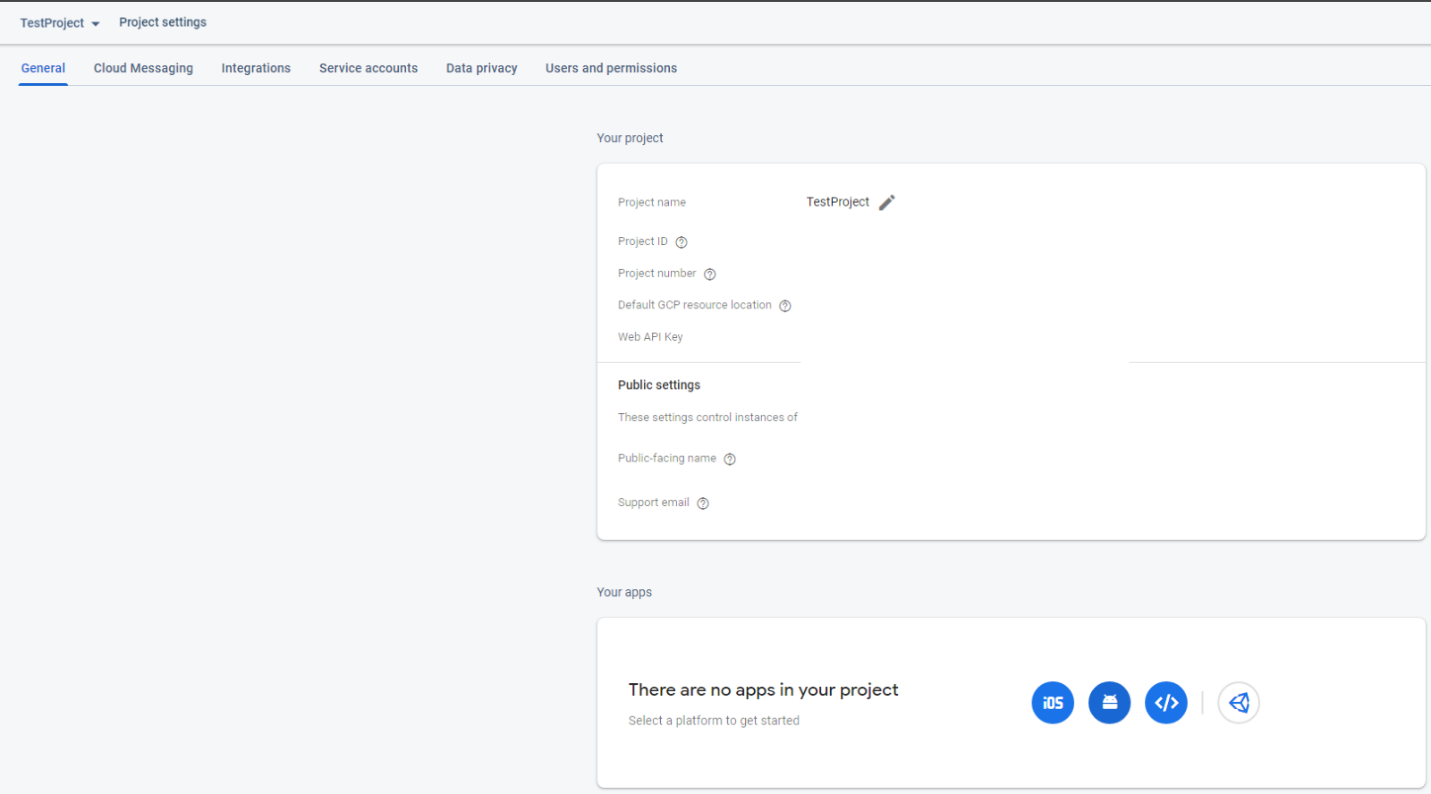 TestProject Project settings
General Cloud Messaging Integrations Service accounts Data privacy Users and permissions
Your project
Project name TestProject
Project ID
Project number
Default GCP resource location
Web API Key
Public settings
These settings control instances of
Public-facing name
Support email
Your apps
There are no apps in your project
Select a platform to get started
iOS